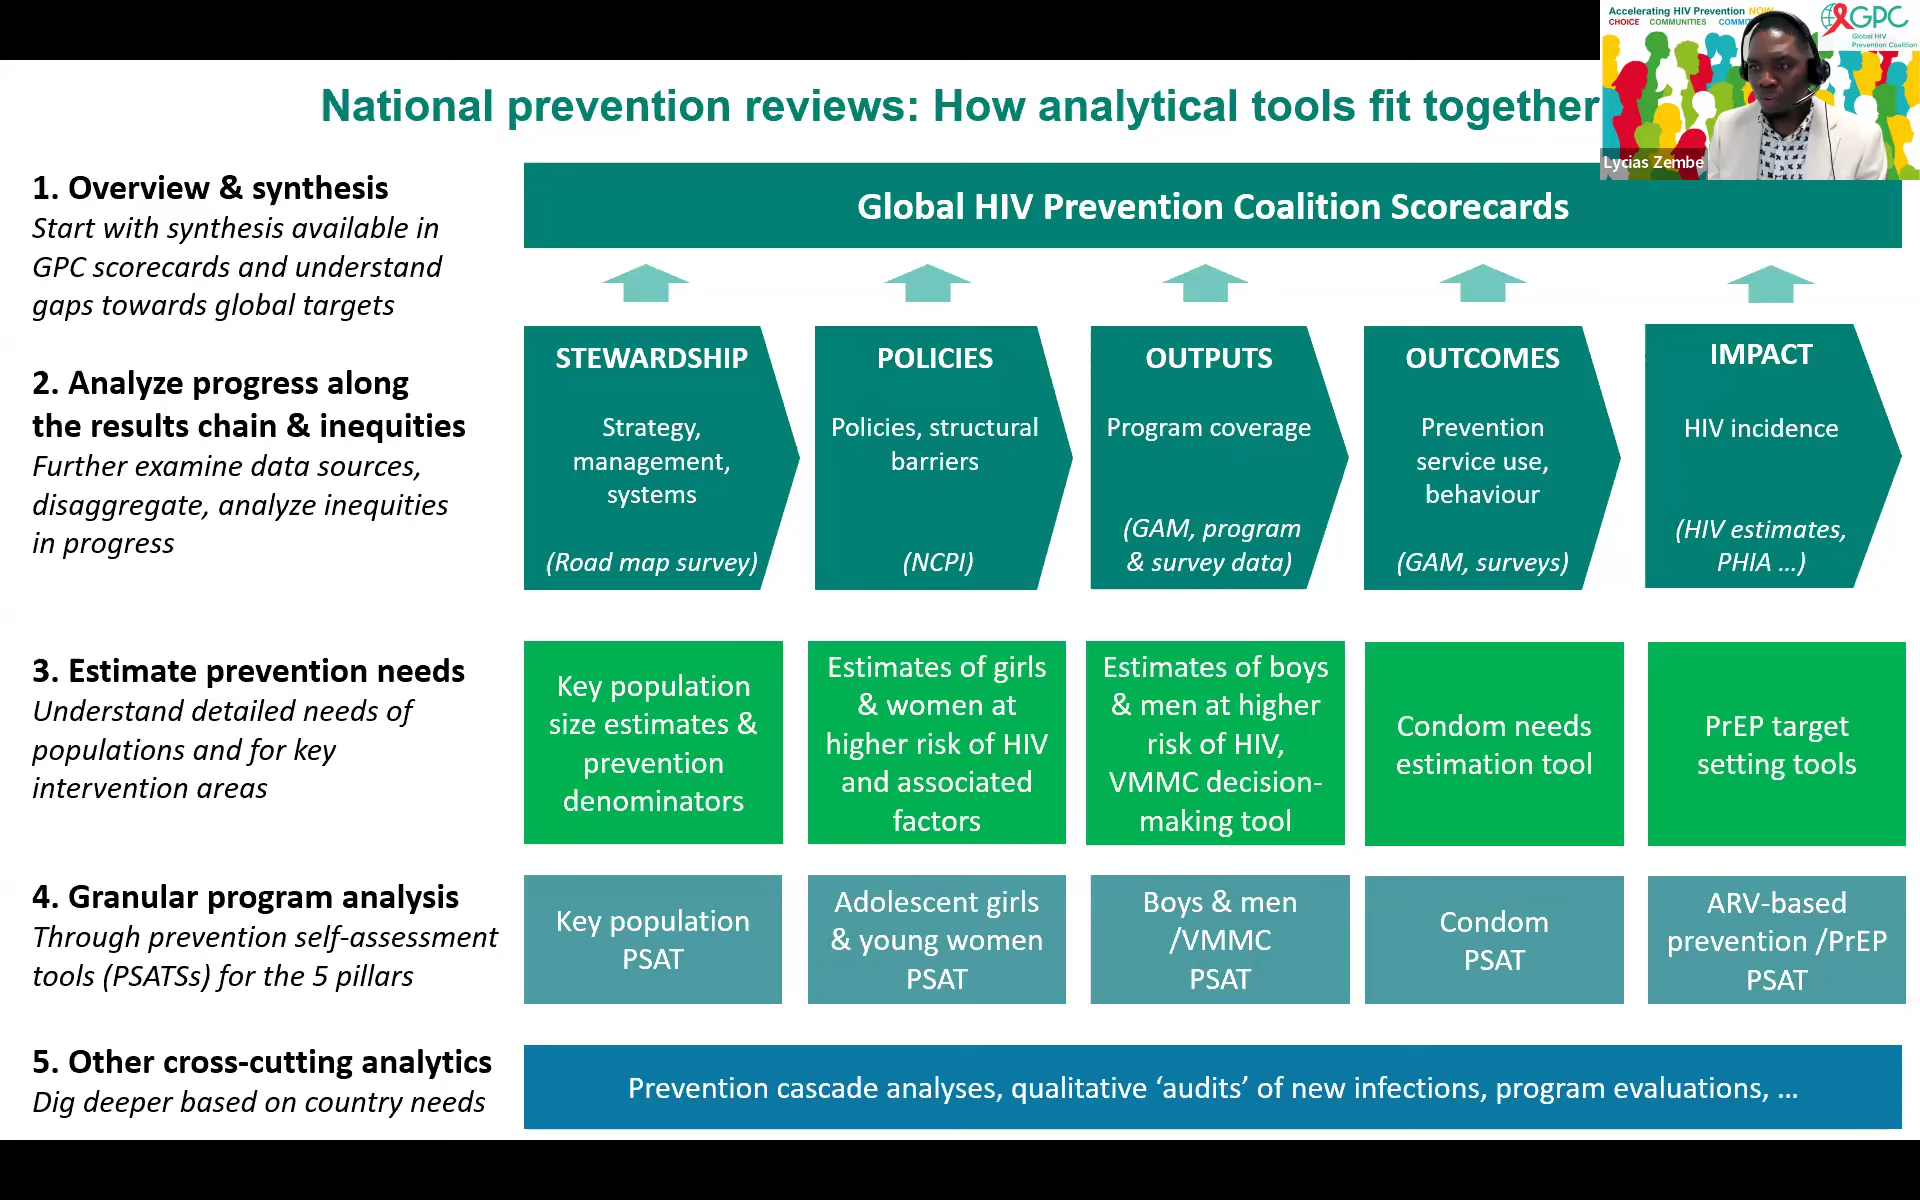 Accelerating HIV Prevention NOW
CHOICE COMMUNITIES
GPC
Global HIV
Prevention Coalition
Lycias Zembe
National prevention reviews: How analytical tools fit together
1. Overview & synthesis
Start with synthesis available in
GPC scorecards and understand
gaps towards global targets
Global HIV Prevention Coalition Scorecards
2. Analyze progress along
the results chain & inequities
Further examine data sources,
disaggregate, analyze inequities
in progress
STEWARDSHIP
Strategy,
management,
systems
(Road map survey)
POLICIES
Policies, structural
barriers
(NCPI)
OUTPUTS
Program coverage
(GAM, program
& survey data)
OUTCOMES
Prevention
service use,
behaviour
(GAM, surveys)
IMPACT
HIV incidence
(HIV estimates,
PHIA ...)
3. Estimate prevention needs
Understand detailed needs of
populations and for key
intervention areas
Key population
size estimates &
prevention
denominators
Estimates of girls
& women at
higher risk of HIV
and associated
factors
Estimates of boys
& men at higher
risk of HIV,
VMMC decision-
making tool
Condom needs
estimation tool
PrEP target
setting tools
4. Granular program analysis
Through prevention self-assessment
tools (PSATSs) for the 5 pillars
Key population
PSAT
Adolescent girls
& young women
PSAT
Boys & men
/VMMC
PSAT
Condom
PSAT
ARV-based
prevention /PrEP
PSAT
5. Other cross-cutting analytics
Dig deeper based on country needs
Prevention cascade analyses, qualitative ‘audits’ of new infections, program evaluations, ...